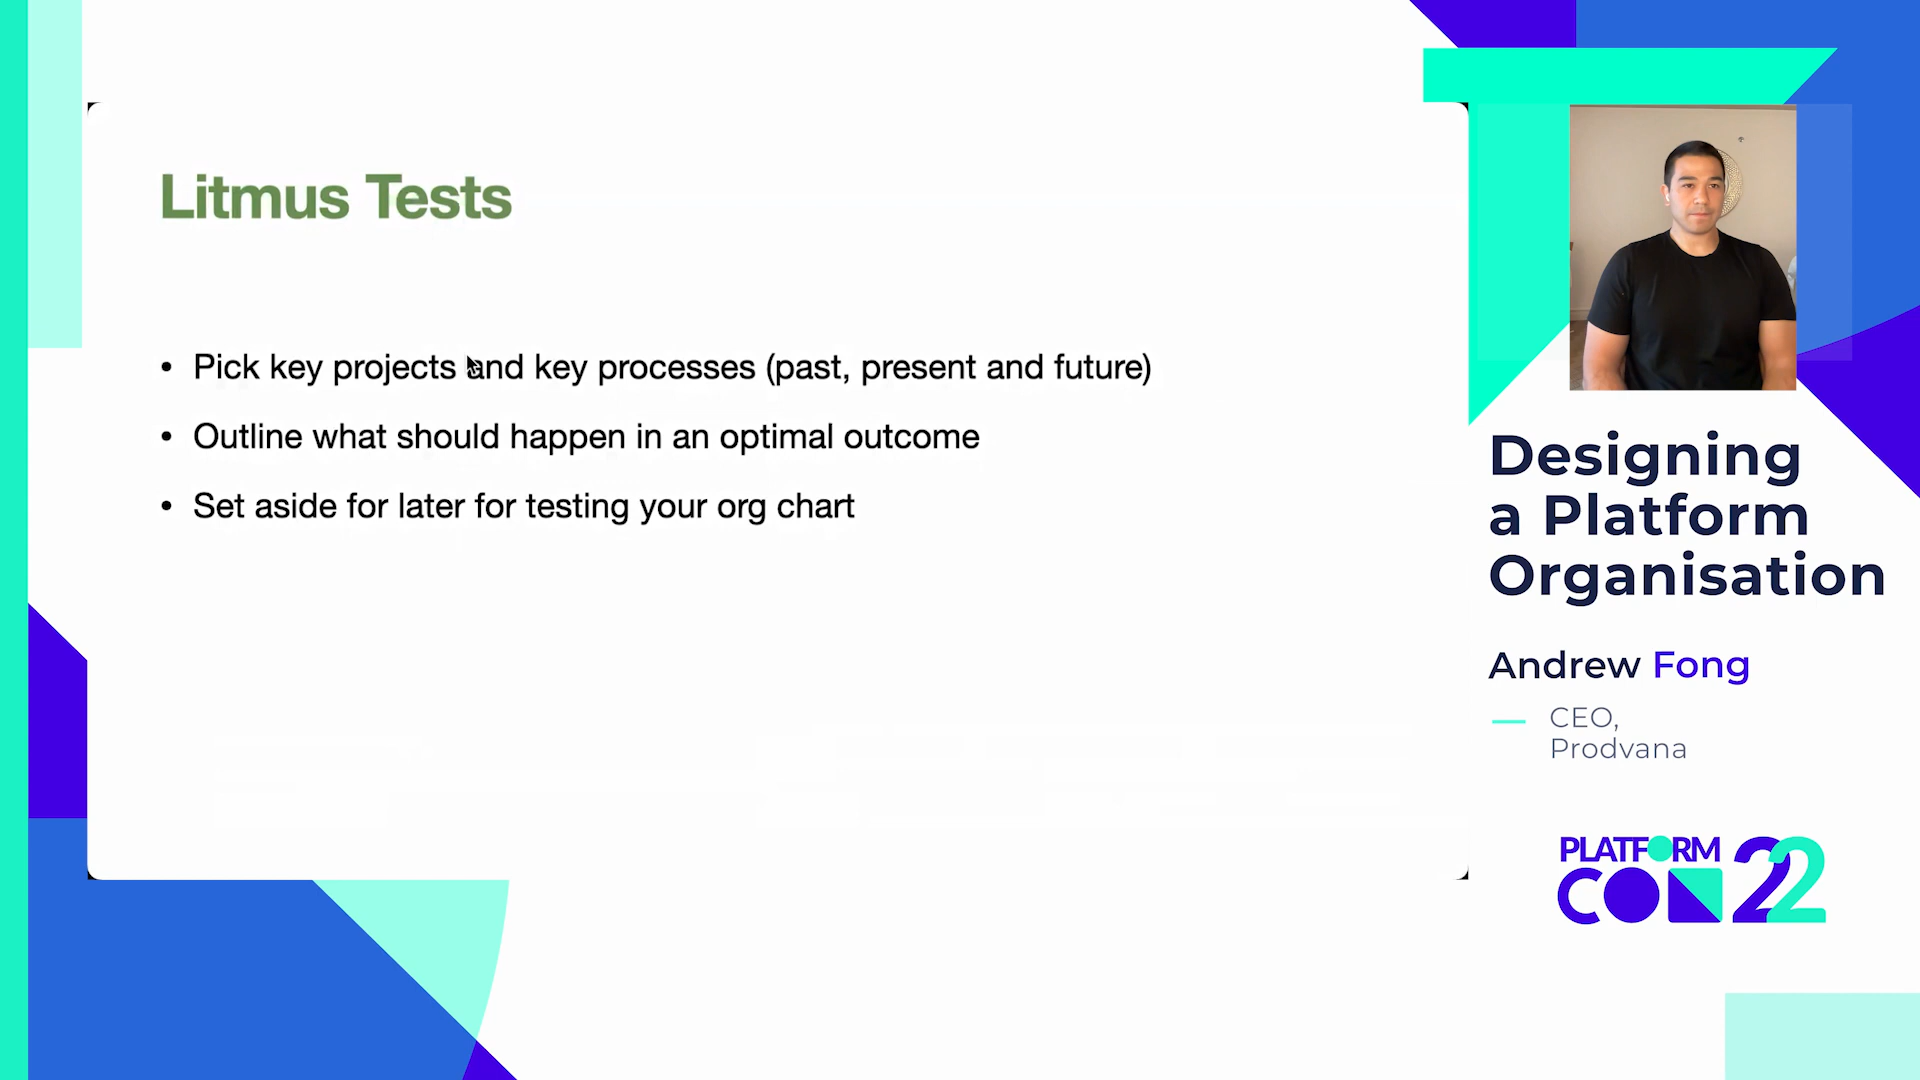 Litmus Tests
• Pick key projects and key processes (past, present and future)
• Outline what should happen in an optimal outcome
• Set aside for later for testing your org chart
Designing
a Platform
Organisation
Andrew Fong
CEO,
Prodvana
PLATFORM
CON 22